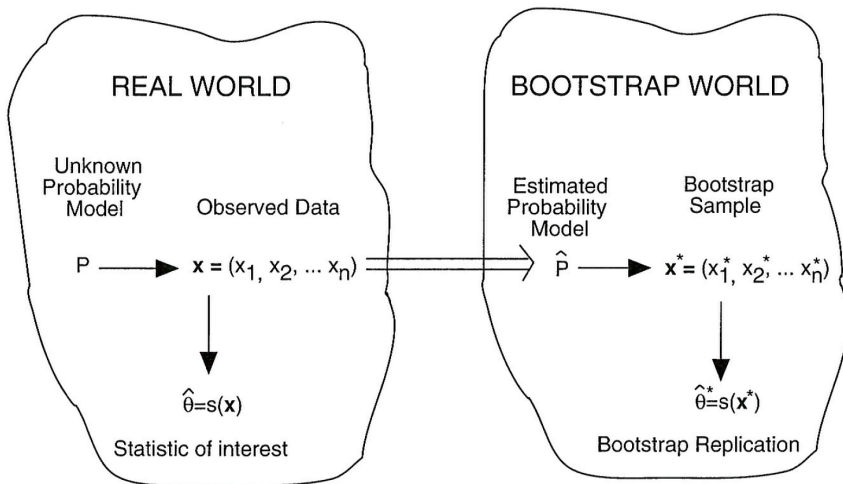 REAL WORLD
Unknown
Probability
Model
Observed Data
P
x = (x1, x2, ... xn)
θ̂=s(x)
Statistic of interest
BOOTSTRAP WORLD
Estimated
Probability
Model
Bootstrap
Sample
P̂
x* = (x1*, x2*, ... xn*)
θ̂*=s(x*)
Bootstrap Replication